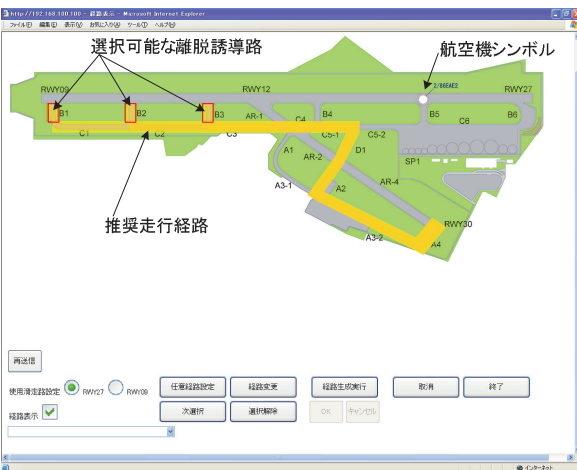 http://192.168.100.100 - 経路表示 - Microsoft Internet Explorer
ファイル(F) 編集(E) 表示(V) お気に入り(A) ツール(T) ヘルプ(H)
選択可能な離脱誘導路
航空機シンボル
2/86EAE2
RWY09
RWY12
RWY27
B1
B2
B3
AR-1
C4
B4
B5
C6
B6
C1
C2
C3
C5-1
C5-2
A1
AR-2
D1
SP1
A3-1
A2
AR-4
推奨走行経路
RWY30
A3-2
A4
再送信
使用滑走路設定 RWY27 RWY09
任意経路設定 経路変更 経路生成実行 取消 終了
経路表示
次選択 選択解除 OK キャンセル
インターネット